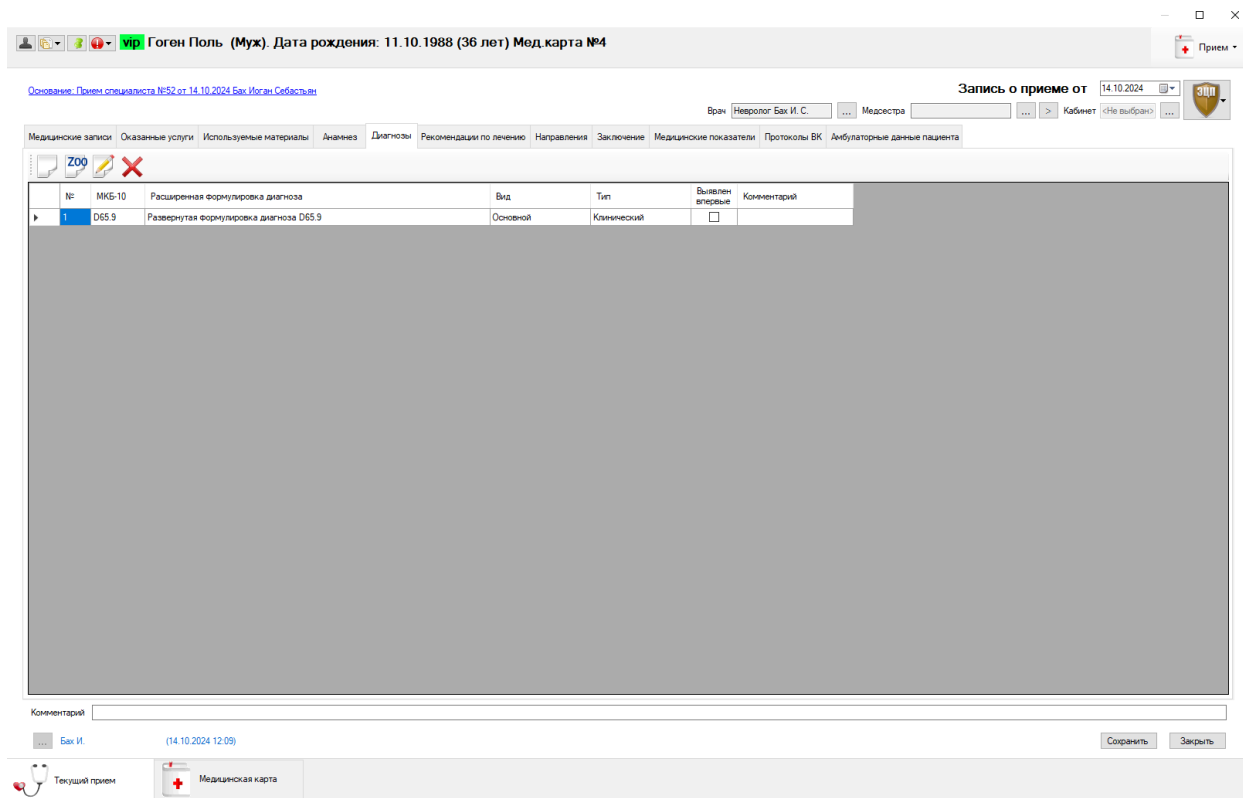 vip Гоген Поль (Муж). Дата рождения: 11.10.1988 (36 лет) Мед.карта №4
Прием
Основание: Прием специалиста №52 от 14.10.2024 Бах Иоган Себастьян
Запись о приеме от 14.10.2024
ЭЦП
Врач Невролог Бах И. С. ... Медсестра ... > Кабинет <Не выбран> ...
Медицинские записи Оказанные услуги Используемые материалы Анамнез Диагнозы Рекомендации по лечению Направления Заключение Медицинские показатели Протоколы ВК Амбулаторные данные пациента
Z00
№ МКБ-10 Расширенная формулировка диагноза Вид Тип Выявлен впервые Комментарий
1 D65.9 Развернутая формулировка диагноза D65.9 Основной Клинический
Комментарий
... Бах И. (14.10.2024 12:09) Сохранить Закрыть
Текущий прием Медицинская карта